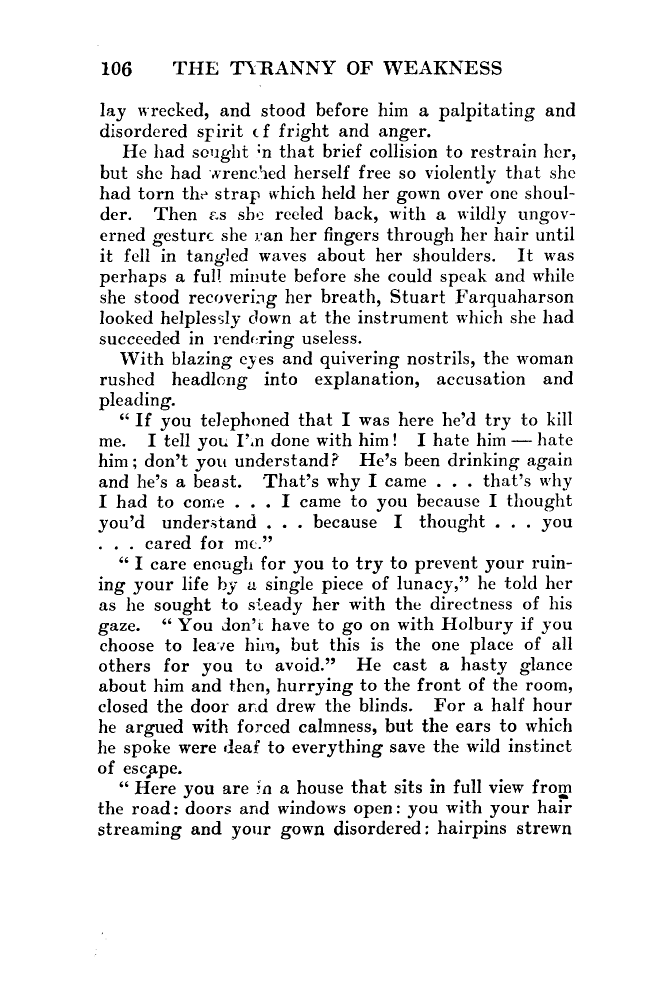 106 THE TYRANNY OF WEAKNESS
lay wrecked, and stood before him a palpitating and
disordered spirit of fright and anger.
He had sought in that brief collision to restrain her,
but she had wrenched herself free so violently that she
had torn the strap which held her gown over one shoul-
der. Then as she reeled back, with a wildly ungov-
erned gesture she ran her fingers through her hair until
it fell in tangled waves about her shoulders. It was
perhaps a full minute before she could speak and while
she stood recovering her breath, Stuart Farquaharson
looked helplessly down at the instrument which she had
succeeded in rendering useless.
With blazing eyes and quivering nostrils, the woman
rushed headlong into explanation, accusation and
pleading.
“ If you telephoned that I was here he’d try to kill
me. I tell you I’m done with him! I hate him — hate
him; don’t you understand? He’s been drinking again
and he’s a beast. That’s why I came . . . that’s why
I had to come . . . I came to you because I thought
you’d understand . . . because I thought . . . you
. . . cared for me.”
“ I care enough for you to try to prevent your ruin-
ing your life by a single piece of lunacy,” he told her
as he sought to steady her with the directness of his
gaze. “ You don’t have to go on with Holbury if you
choose to leave him, but this is the one place of all
others for you to avoid.” He cast a hasty glance
about him and then, hurrying to the front of the room,
closed the door and drew the blinds. For a half hour
he argued with forced calmness, but the ears to which
he spoke were deaf to everything save the wild instinct
of escape.
“ Here you are in a house that sits in full view from
the road: doors and windows open: you with your hair
streaming and your gown disordered: hairpins strewn